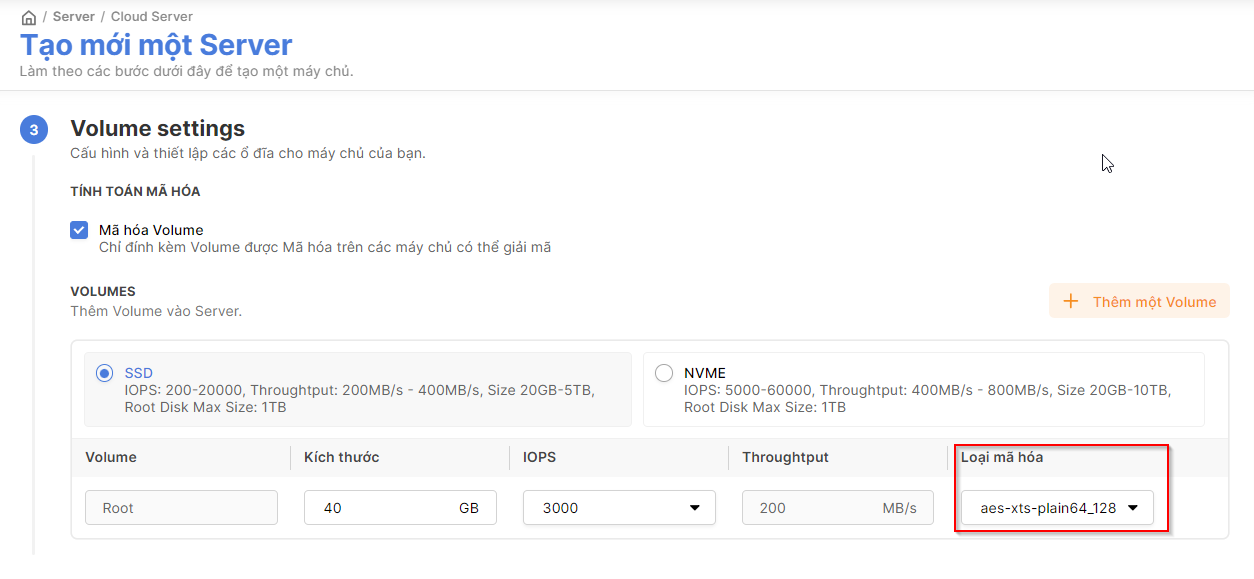 / Server / Cloud Server
Tạo mới một Server
Làm theo các bước dưới đây để tạo một máy chủ.
3
Volume settings
Cấu hình và thiết lập các ổ đĩa cho máy chủ của bạn.
TÍNH TOÁN MÃ HÓA
Mã hóa Volume
Chỉ đính kèm Volume được Mã hóa trên các máy chủ có thể giải mã
VOLUMES
Thêm Volume vào Server.
Thêm một Volume
SSD
IOPS: 200-20000, Throughtput: 200MB/s - 400MB/s, Size 20GB-5TB,
Root Disk Max Size: 1TB
NVME
IOPS: 5000-60000, Throughtput: 400MB/s - 800MB/s, Size 20GB-10TB,
Root Disk Max Size: 1TB
Volume Kích thước IOPS Throughtput Loại mã hóa
Root 40 GB 3000 200 MB/s aes-xts-plain64_128